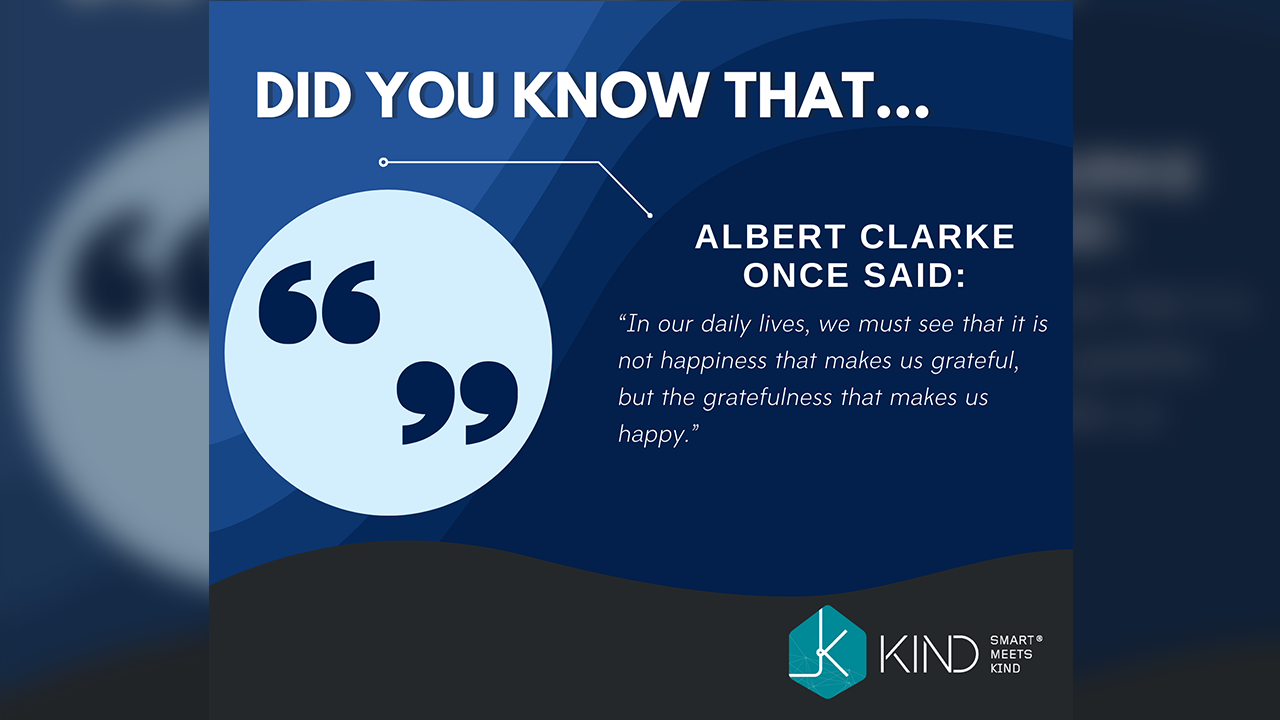 DID YOU KNOW THAT...
ALBERT CLARKE
ONCE SAID:
“In our daily lives, we must see that it is
not happiness that makes us grateful,
but the gratefulness that makes us
happy.”
KIND
SMART®
MEETS
KIND